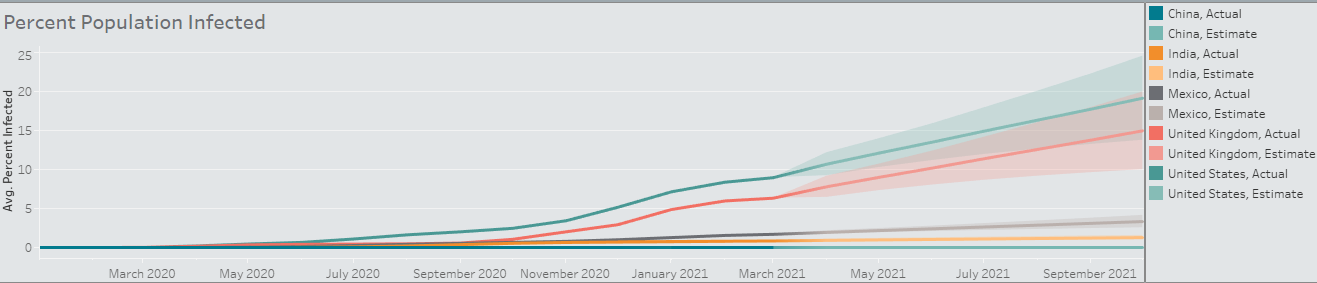 Percent Population Infected
Avg. Percent Infected
25
20
15
10
5
0
March 2020
May 2020
July 2020
September 2020
November 2020
January 2021
March 2021
May 2021
July 2021
September 2021
China, Actual
China, Estimate
India, Actual
India, Estimate
Mexico, Actual
Mexico, Estimate
United Kingdom, Actual
United Kingdom, Estimate
United States, Actual
United States, Estimate